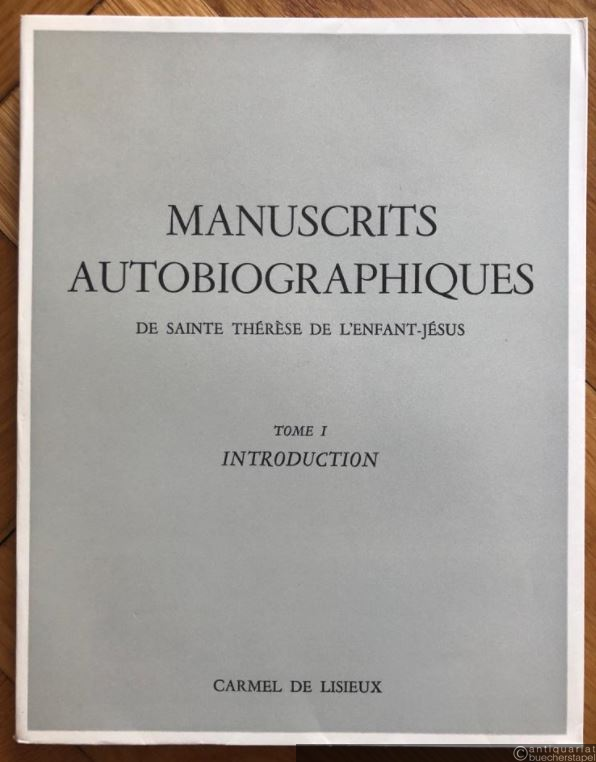 MANUSCRITS
AUTOBIOGRAPHIQUES
DE SAINTE THÉRÈSE DE L'ENFANT-JÉSUS
TOME I
INTRODUCTION
CARMEL DE LISIEUX
©antiquariat
buecherstapel